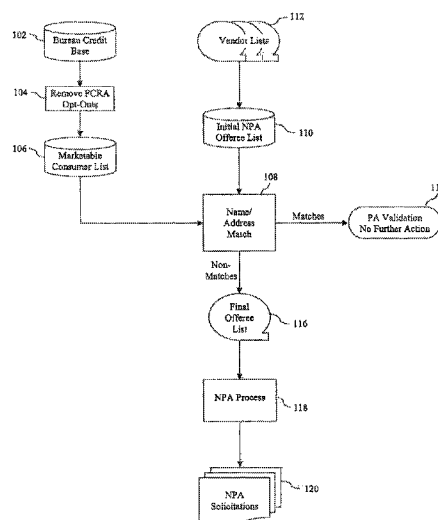 102
Bureau Credit
Base
104
Remove FCRA
Opt-Outs
106
Marketable
Consumer List
112
Vendor Lists
Initial NPA
Offeree List
110
108
Name/
Address
Match
Matches
PA Validation
No Further Action
Non-
Matches
Final
Offeree
List
116
NPA Process
118
NPA
Solicitations
120